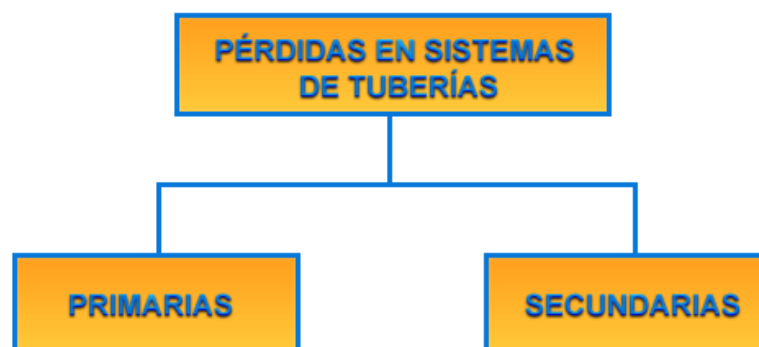 PÉRDIDAS EN SISTEMAS
DE TUBERÍAS
PRIMARIAS
SECUNDARIAS